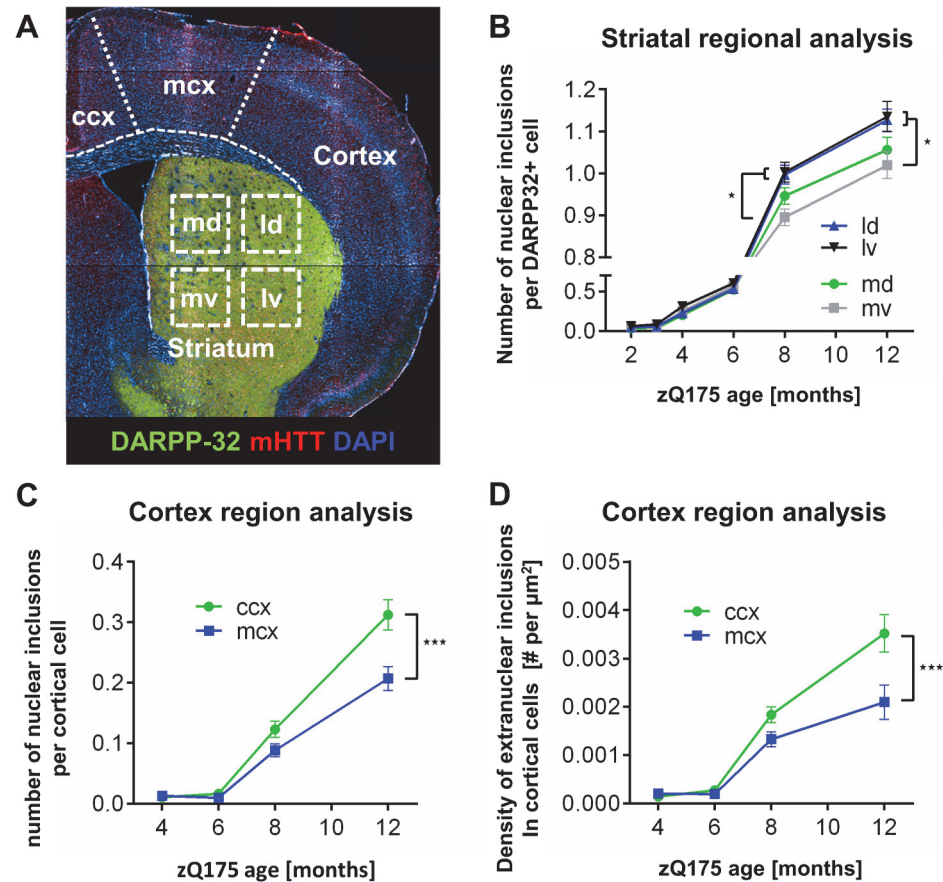 A
ccx
mcx
Cortex
md
ld
mv
lv
Striatum
DARPP-32 mHTT DAPI
B
Striatal regional analysis
Number of nuclear inclusions
per DARPP32+ cell
1.2
1.1
1.0
0.9
0.8
0.5
0.0
*
*
ld
lv
md
mv
2 4 6 8 10 12
zQ175 age [months]
C
Cortex region analysis
number of nuclear inclusions
per cortical cell
0.4
0.3
0.2
0.1
0.0
ccx
mcx
***
4 6 8 10 12
zQ175 age [months]
D
Cortex region analysis
Density of extranuclear inclusions
In cortical cells [# per µm²]
0.005
0.004
0.003
0.002
0.001
0.000
ccx
mcx
***
4 6 8 10 12
zQ175 age [months]